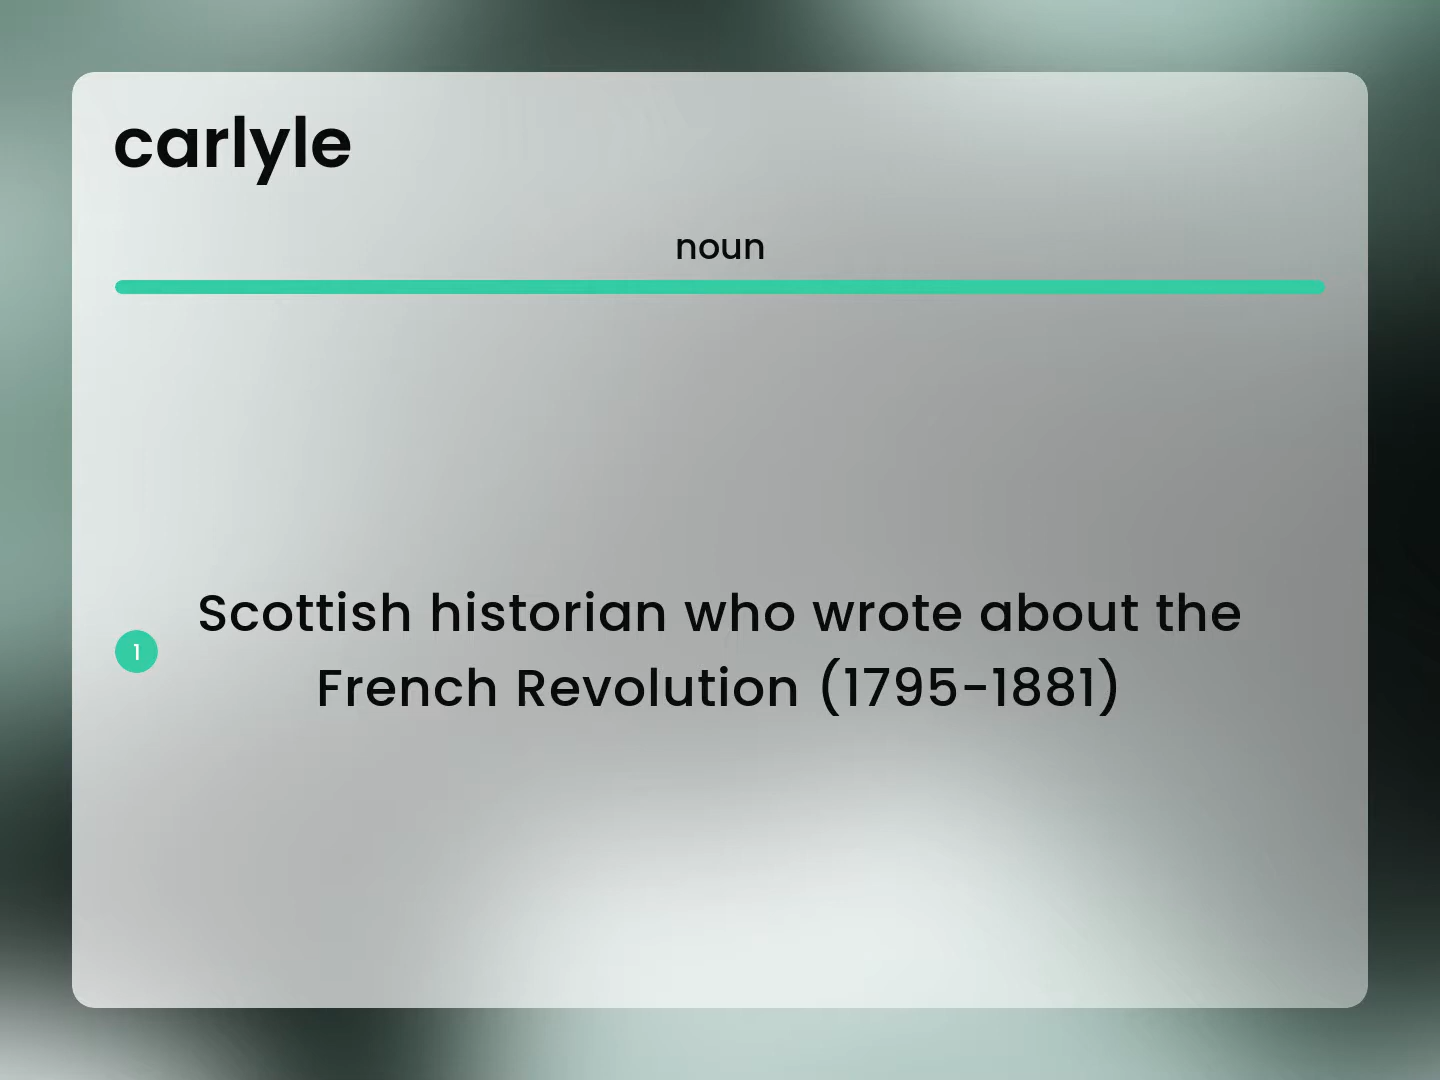 carlyle
noun
1
Scottish historian who wrote about the
French Revolution (1795-1881)